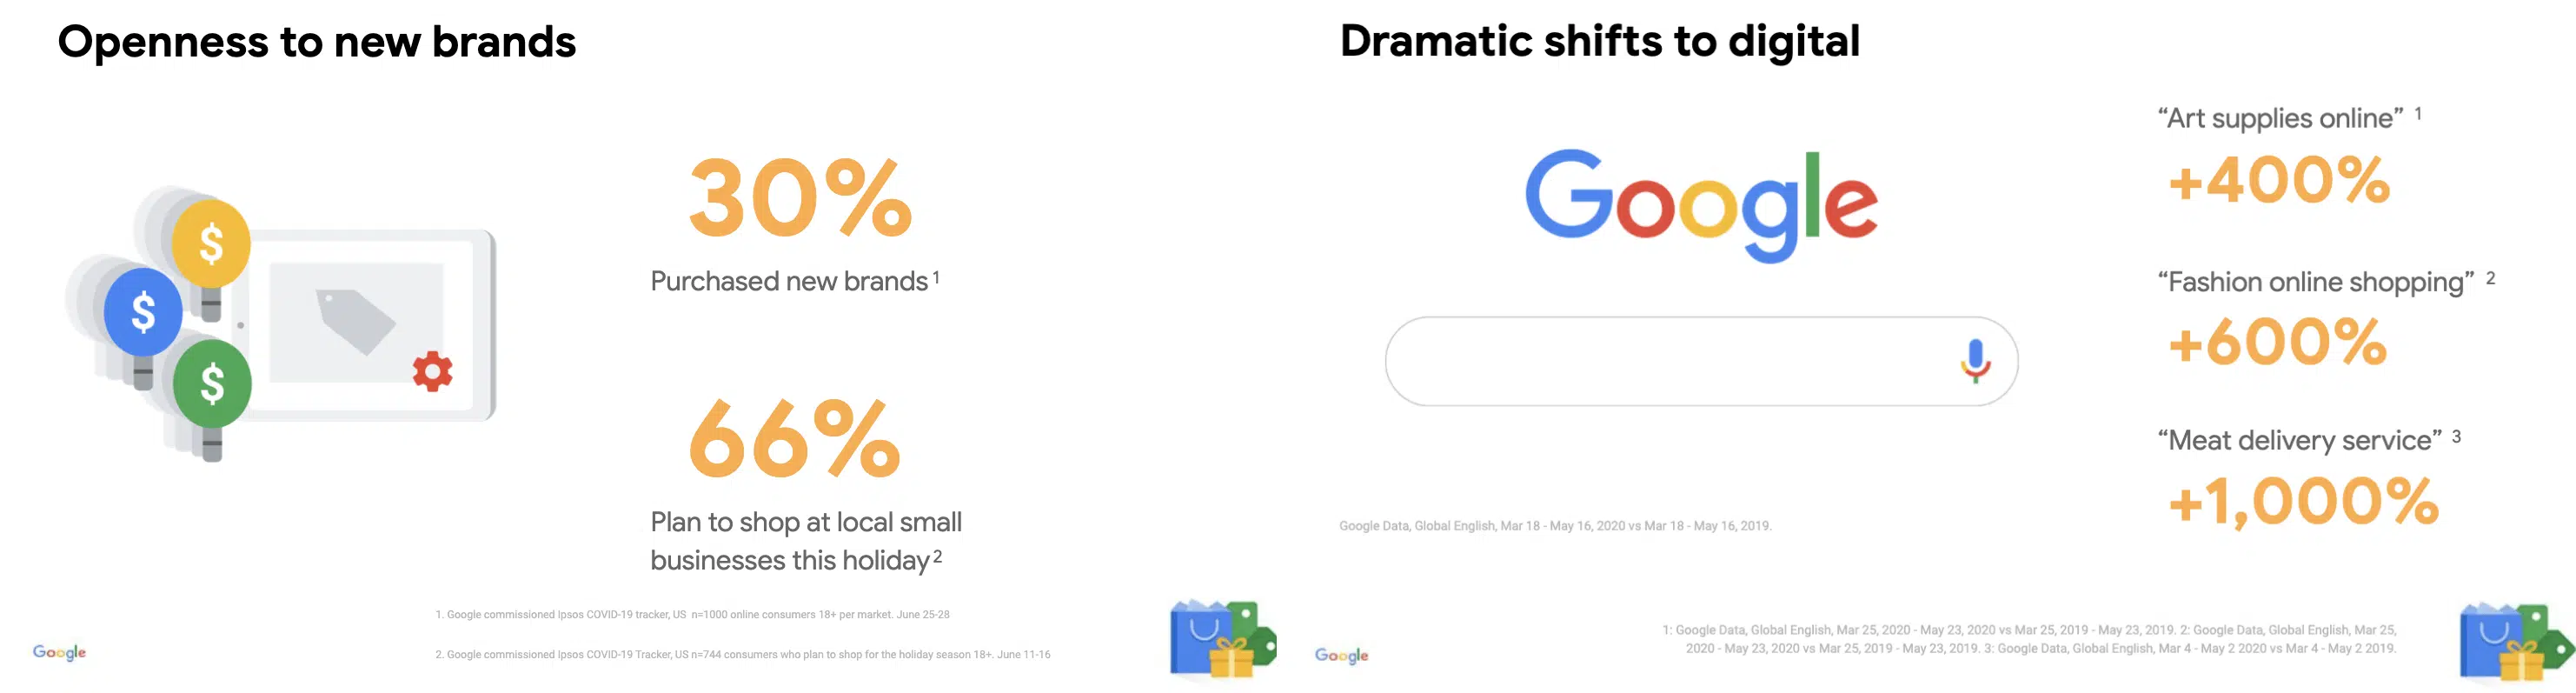 Openness to new brands
$
$
$
30%
Purchased new brands 1
66%
Plan to shop at local small
businesses this holiday 2
1. Google commissioned Ipsos COVID-19 tracker, US n=1000 online consumers 18+ per market. June 25-28
2. Google commissioned Ipsos COVID-19 Tracker, US n=744 consumers who plan to shop for the holiday season 18+. June 11-16
Google
Dramatic shifts to digital
Google
“Art supplies online” 1
+400%
“Fashion online shopping” 2
+600%
“Meat delivery service” 3
+1,000%
Google Data, Global English, Mar 18 - May 16, 2020 vs Mar 18 - May 16, 2019.
1: Google Data, Global English, Mar 25, 2020 - May 23, 2020 vs Mar 25, 2019 - May 23, 2019. 2: Google Data, Global English, Mar 25,
2020 - May 23, 2020 vs Mar 25, 2019 - May 23, 2019. 3: Google Data, Global English, Mar 4 - May 2 2020 vs Mar 4 - May 2 2019.
Google